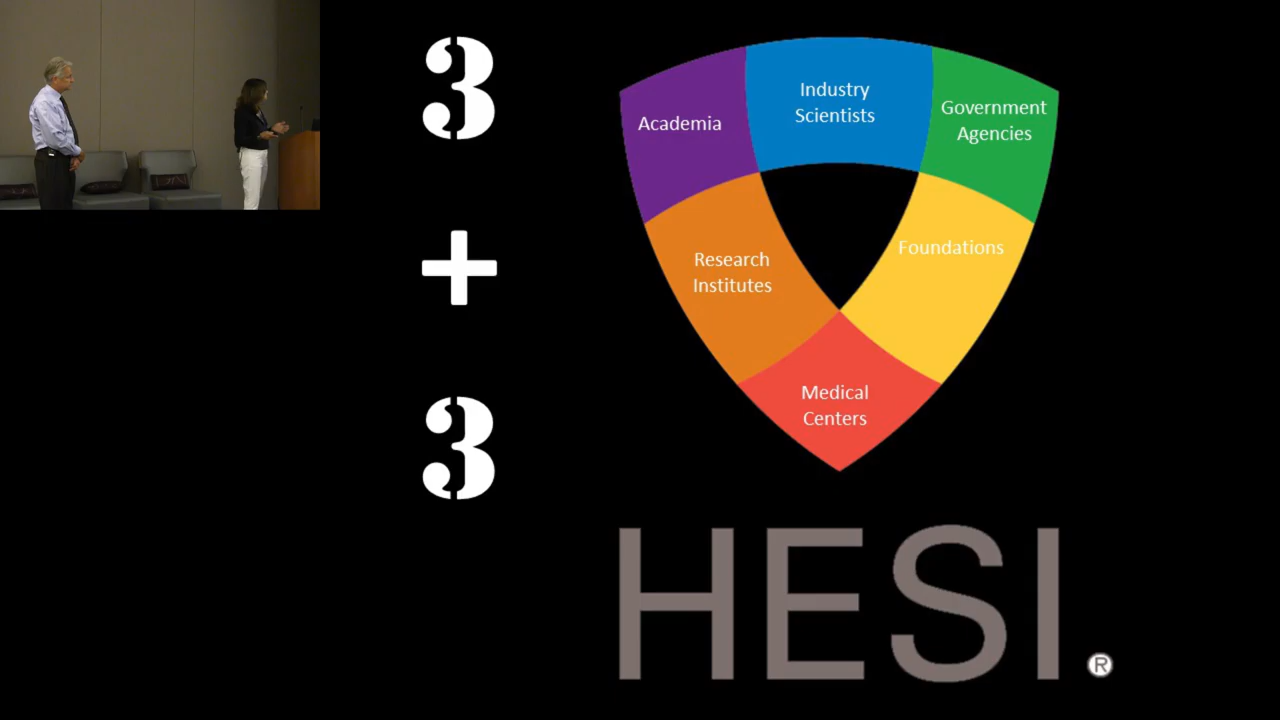 3
+
3
Academia
Industry
Scientists
Government
Agencies
Research
Institutes
Foundations
Medical
Centers
HESI
®